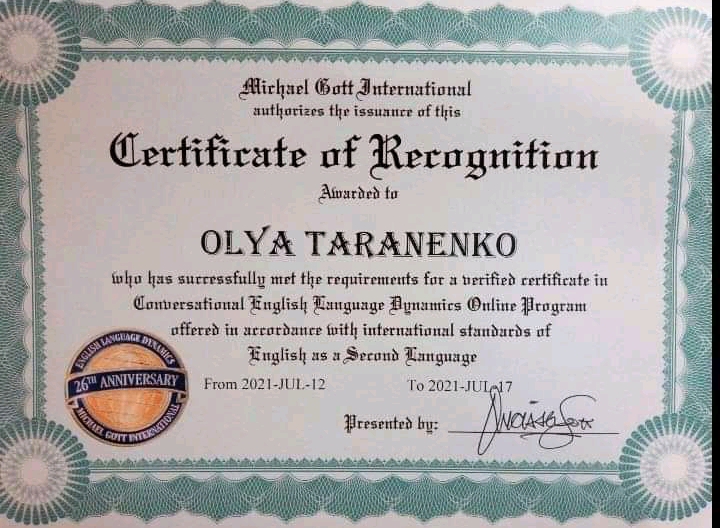 Michael Gott International
authorizes the issuance of this
Certificate of Recognition
Awarded to
OLYA TARANENKO
who has successfully met the requirements for a verified certificate in
Conversational English Language Dynamics Online Program
offered in accordance with international standards of
English as a Second Language
ENGLISH LANGUAGE DYNAMICS
26TH ANNIVERSARY
MICHAEL GOTT INTERNATIONAL
From 2021-JUL-12 To 2021-JUL-17
Presented by: